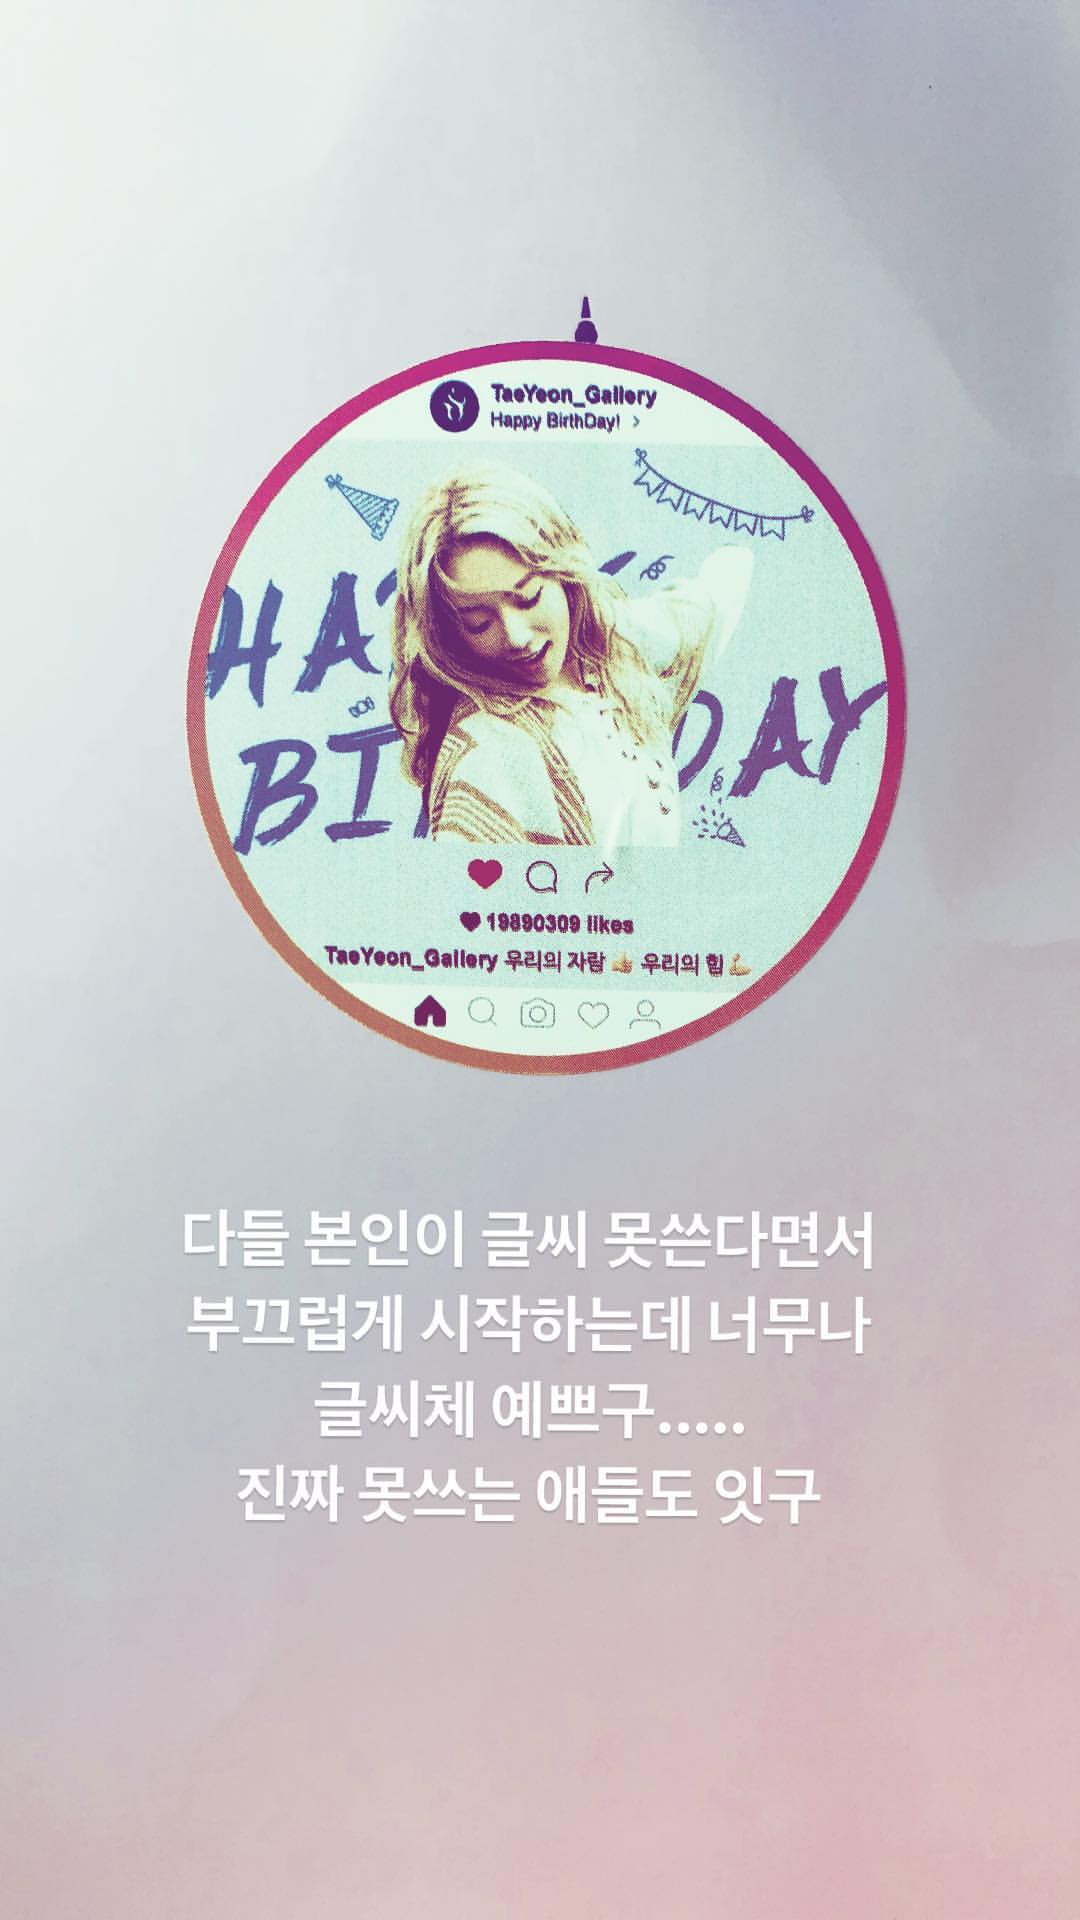 TaeYeon_Gallery
Happy BirthDay! >
HA
BI DAY
19890309 likes
TaeYeon_Gallery 우리의 자랑 👍 우리의 힘 💪
다들 본인이 글씨 못쓴다면서
부끄럽게 시작하는데 너무나
글씨체 예쁘구.....
진짜 못쓰는 애들도 잇구